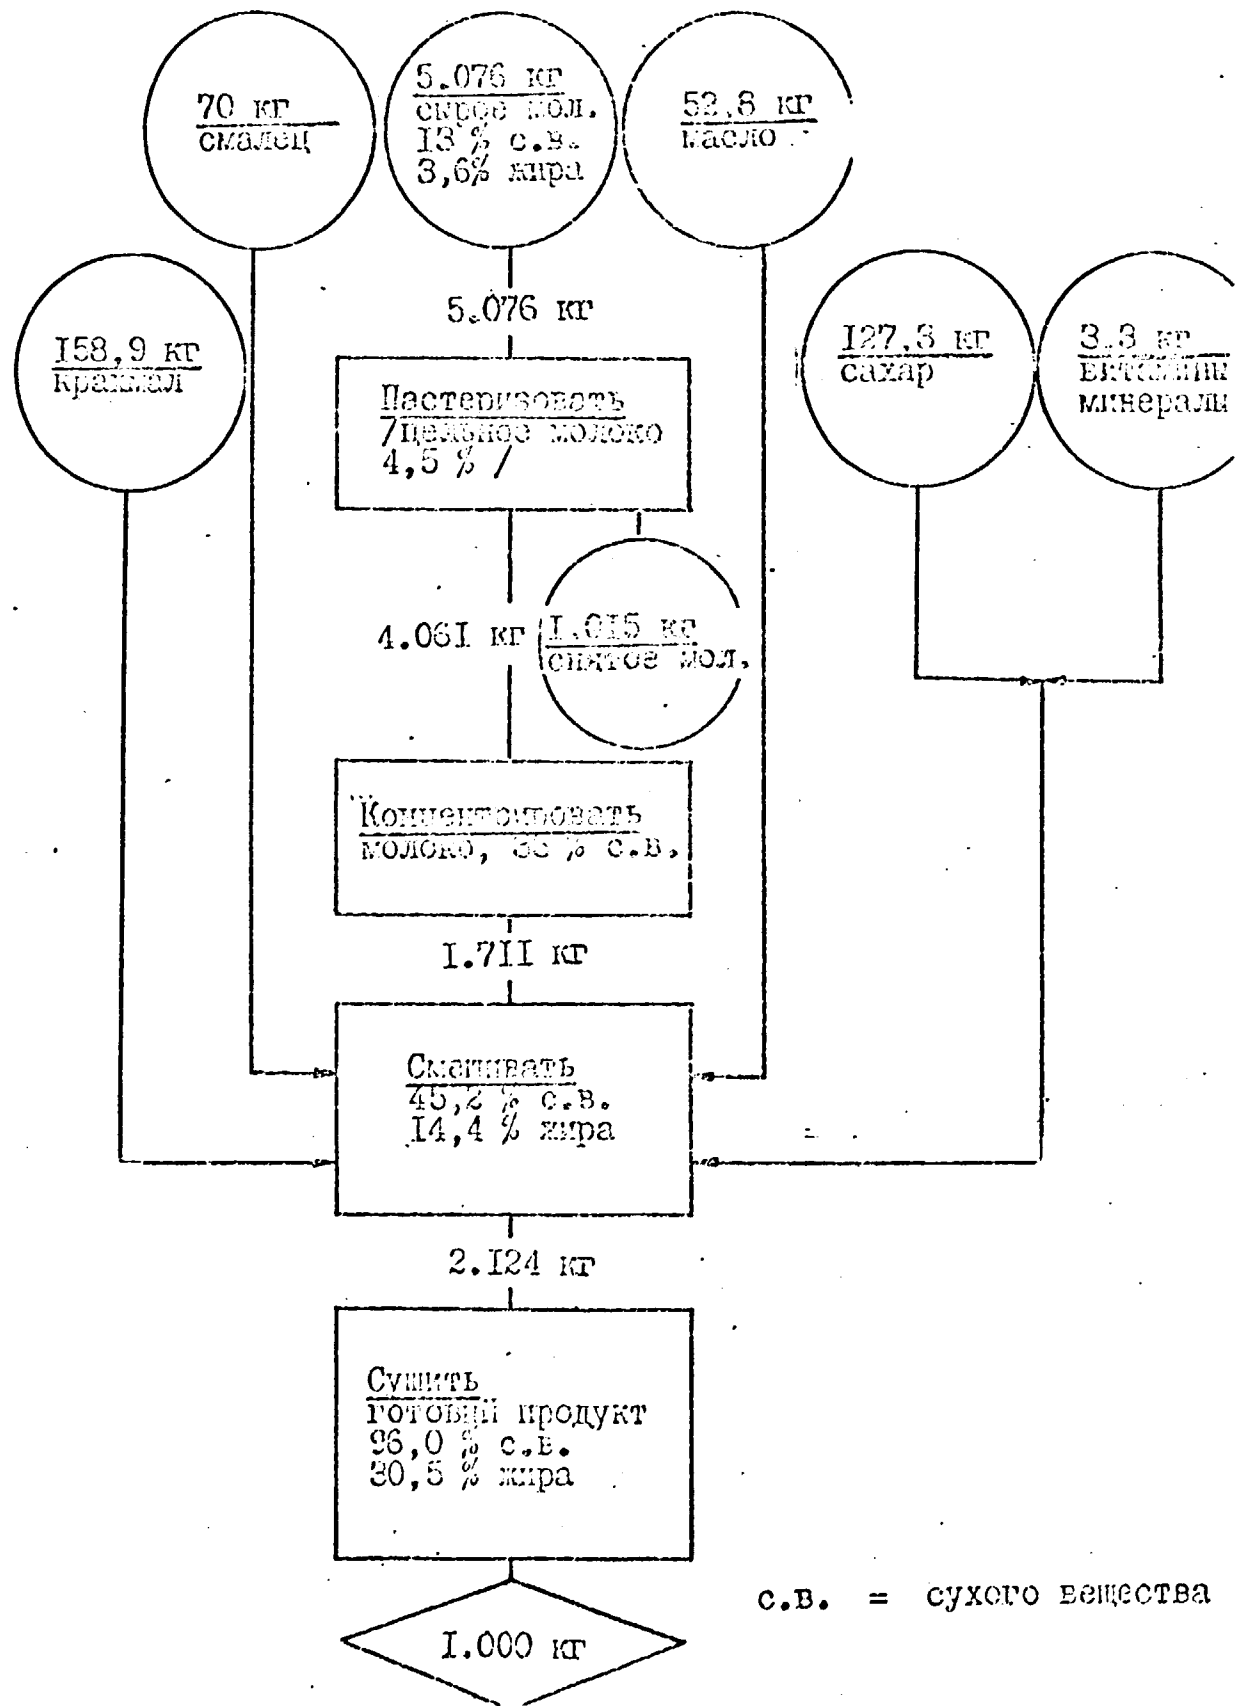 70 кг
смалец
5.076 кг
сырое мол.
13 % с.в.
3,6% жира
52,8 кг
масло
158,9 кг
крахмал
5.076 кг
127,3 кг
сахар
3.3 кг
витамины
минералы
Пастеризовать
/цельное молоко
4,5 % /
4.061 кг
1.015 кг
снятое мол.
Концентрировать
молоко, % с.в.
1.711 кг
Смешивать
45,2 % с.в.
14,4 % жира
2.124 кг
Сушить
готовый продукт
96,0 % с.в.
30,5 % жира
с.в. = сухого вещества
1.000 кг